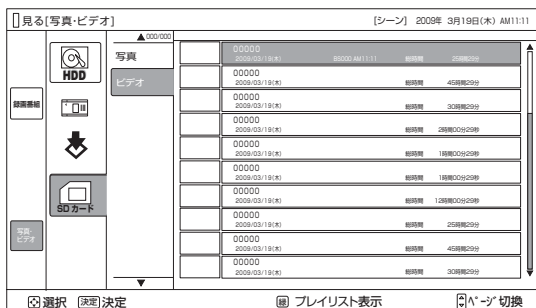 見る[写真・ビデオ] [シーン] 2009年 3月19日(木) AM11:11
▲000/000
HDD
録画番組
SDカード
写真・ビデオ
写真
ビデオ
00000
2009/03/19(木) BS000 AM11:11 総時間 25時間29分
00000
2009/03/19(木) 総時間 45時間29分
00000
2009/03/19(木) 総時間 30時間29分
00000
2009/03/19(木) 総時間 2時間00分29秒
00000
2009/03/19(木) 総時間 1時間00分29秒
00000
2009/03/19(木) 総時間 1時間00分29秒
00000
2009/03/19(木) 総時間 12時間00分29秒
00000
2009/03/19(木) 総時間 25時間29分
00000
2009/03/19(木) 総時間 45時間29分
00000
2009/03/19(木) 総時間 30時間29分
▼
選択 決定 決定 緑 プレイリスト表示 ページ切換